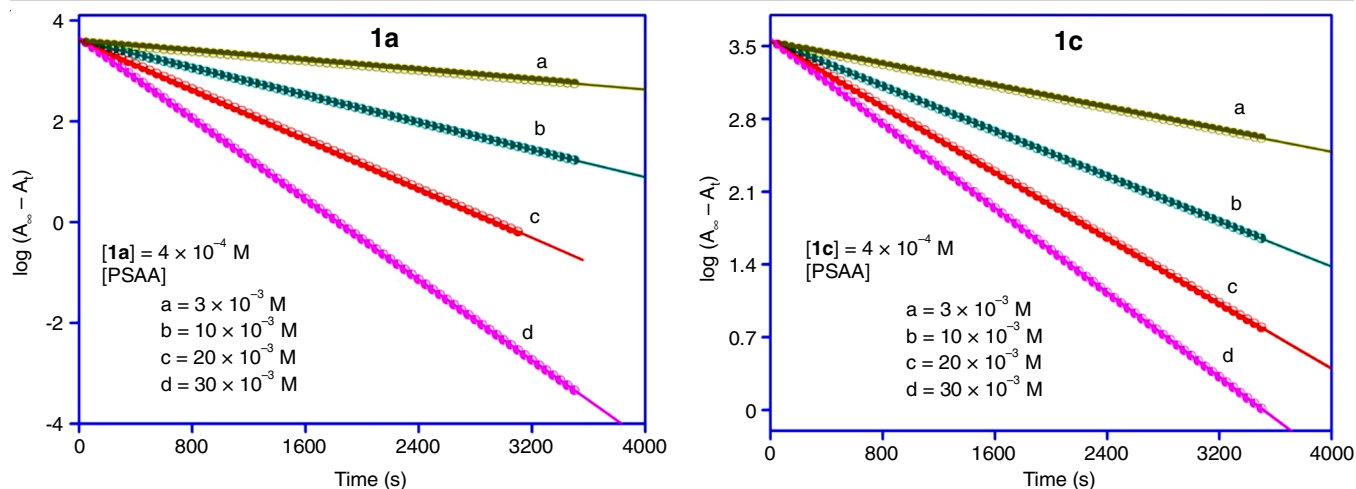 1a
4
2
0
-2
-4
log (A∞ – At)
a
b
c
d
[1a] = 4 × 10⁻⁴ M
[PSAA]
a = 3 × 10⁻³ M
b = 10 × 10⁻³ M
c = 20 × 10⁻³ M
d = 30 × 10⁻³ M
0 800 1600 2400 3200 4000
Time (s)
1c
3.5
2.8
2.1
1.4
0.7
0
log (A∞ – At)
a
b
c
d
[1c] = 4 × 10⁻⁴ M
[PSAA]
a = 3 × 10⁻³ M
b = 10 × 10⁻³ M
c = 20 × 10⁻³ M
d = 30 × 10⁻³ M
0 800 1600 2400 3200 4000
Time (s)